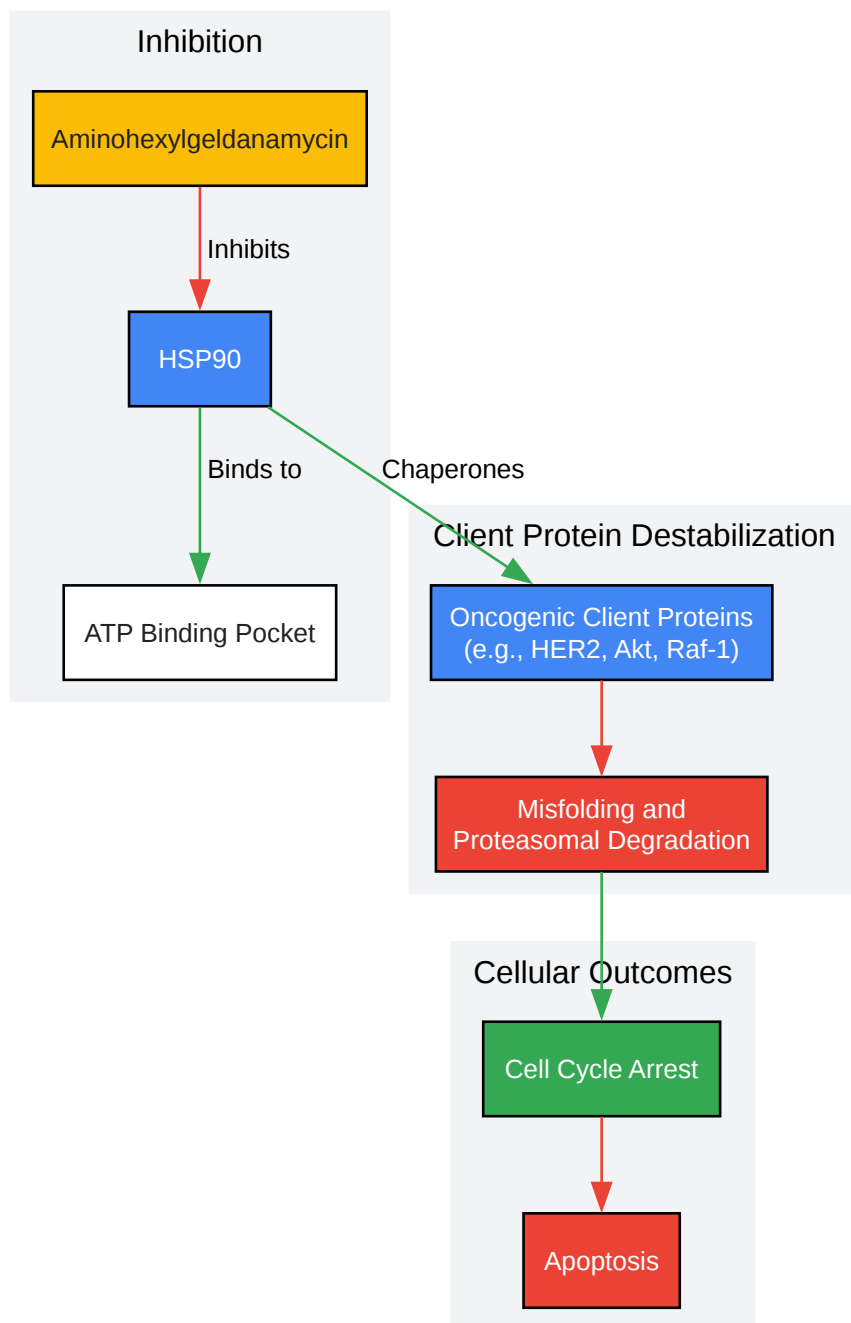 Inhibition
Aminohexylgeldanamycin
Inhibits
HSP90
Binds to
Chaperones
Client Protein Destabilization
ATP Binding Pocket
Oncogenic Client Proteins
(e.g., HER2, Akt, Raf-1)
Misfolding and
Proteasomal Degradation
Cellular Outcomes
Cell Cycle Arrest
Apoptosis